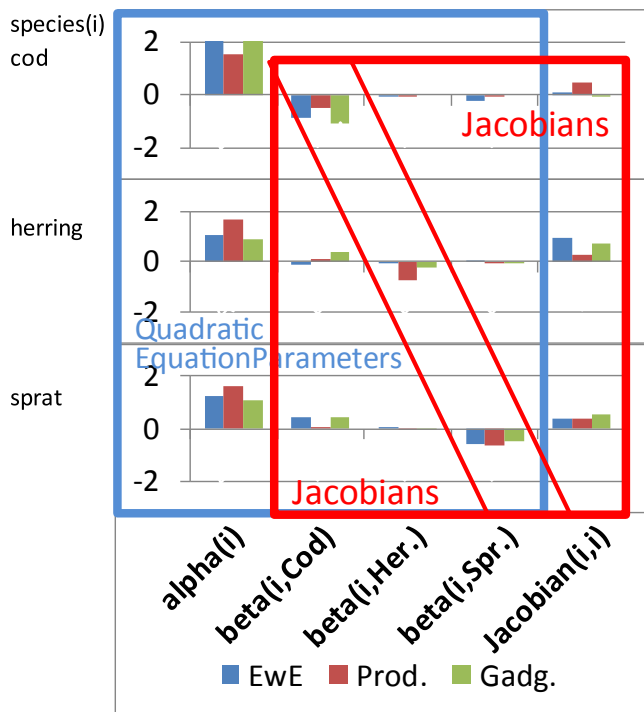 species(i)
cod
2
0
-2
Jacobians
herring
2
0
-2
Quadratic
EquationParameters
sprat
2
0
-2
Jacobians
alpha(i)
beta(i,Cod)
beta(i,Her.)
beta(i,Spr.)
Jacobian(i,i)
EwE Prod. Gadg.